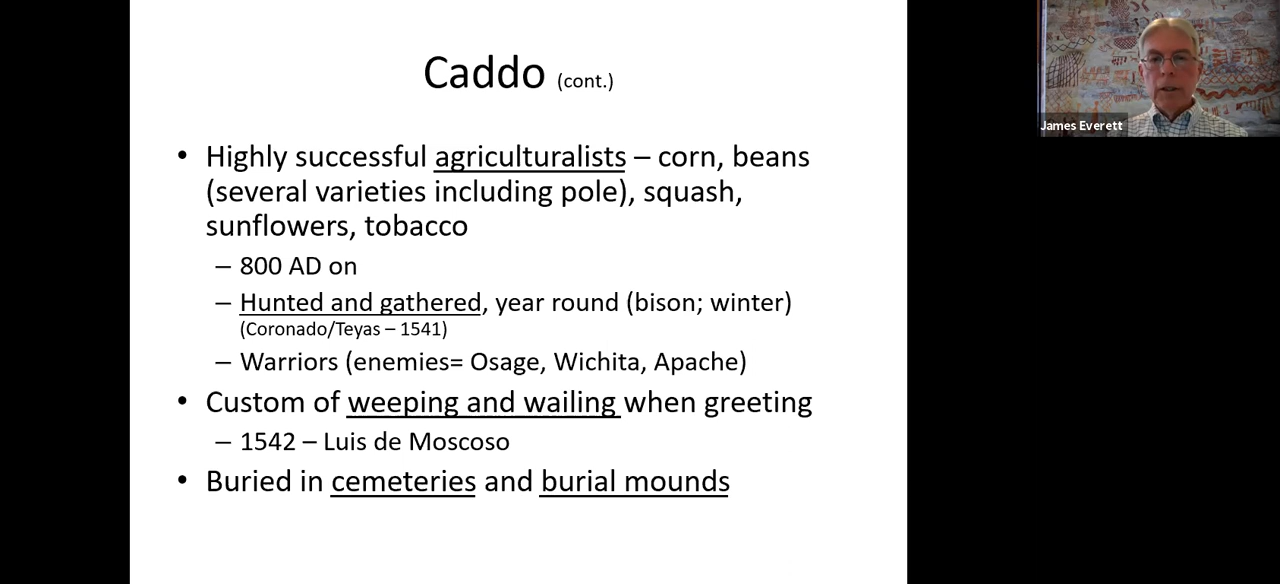 Caddo (cont.)
• Highly successful agriculturalists – corn, beans
(several varieties including pole), squash,
sunflowers, tobacco
– 800 AD on
– Hunted and gathered, year round (bison; winter)
(Coronado/Teyas – 1541)
– Warriors (enemies= Osage, Wichita, Apache)
• Custom of weeping and wailing when greeting
– 1542 – Luis de Moscoso
• Buried in cemeteries and burial mounds
James Everett